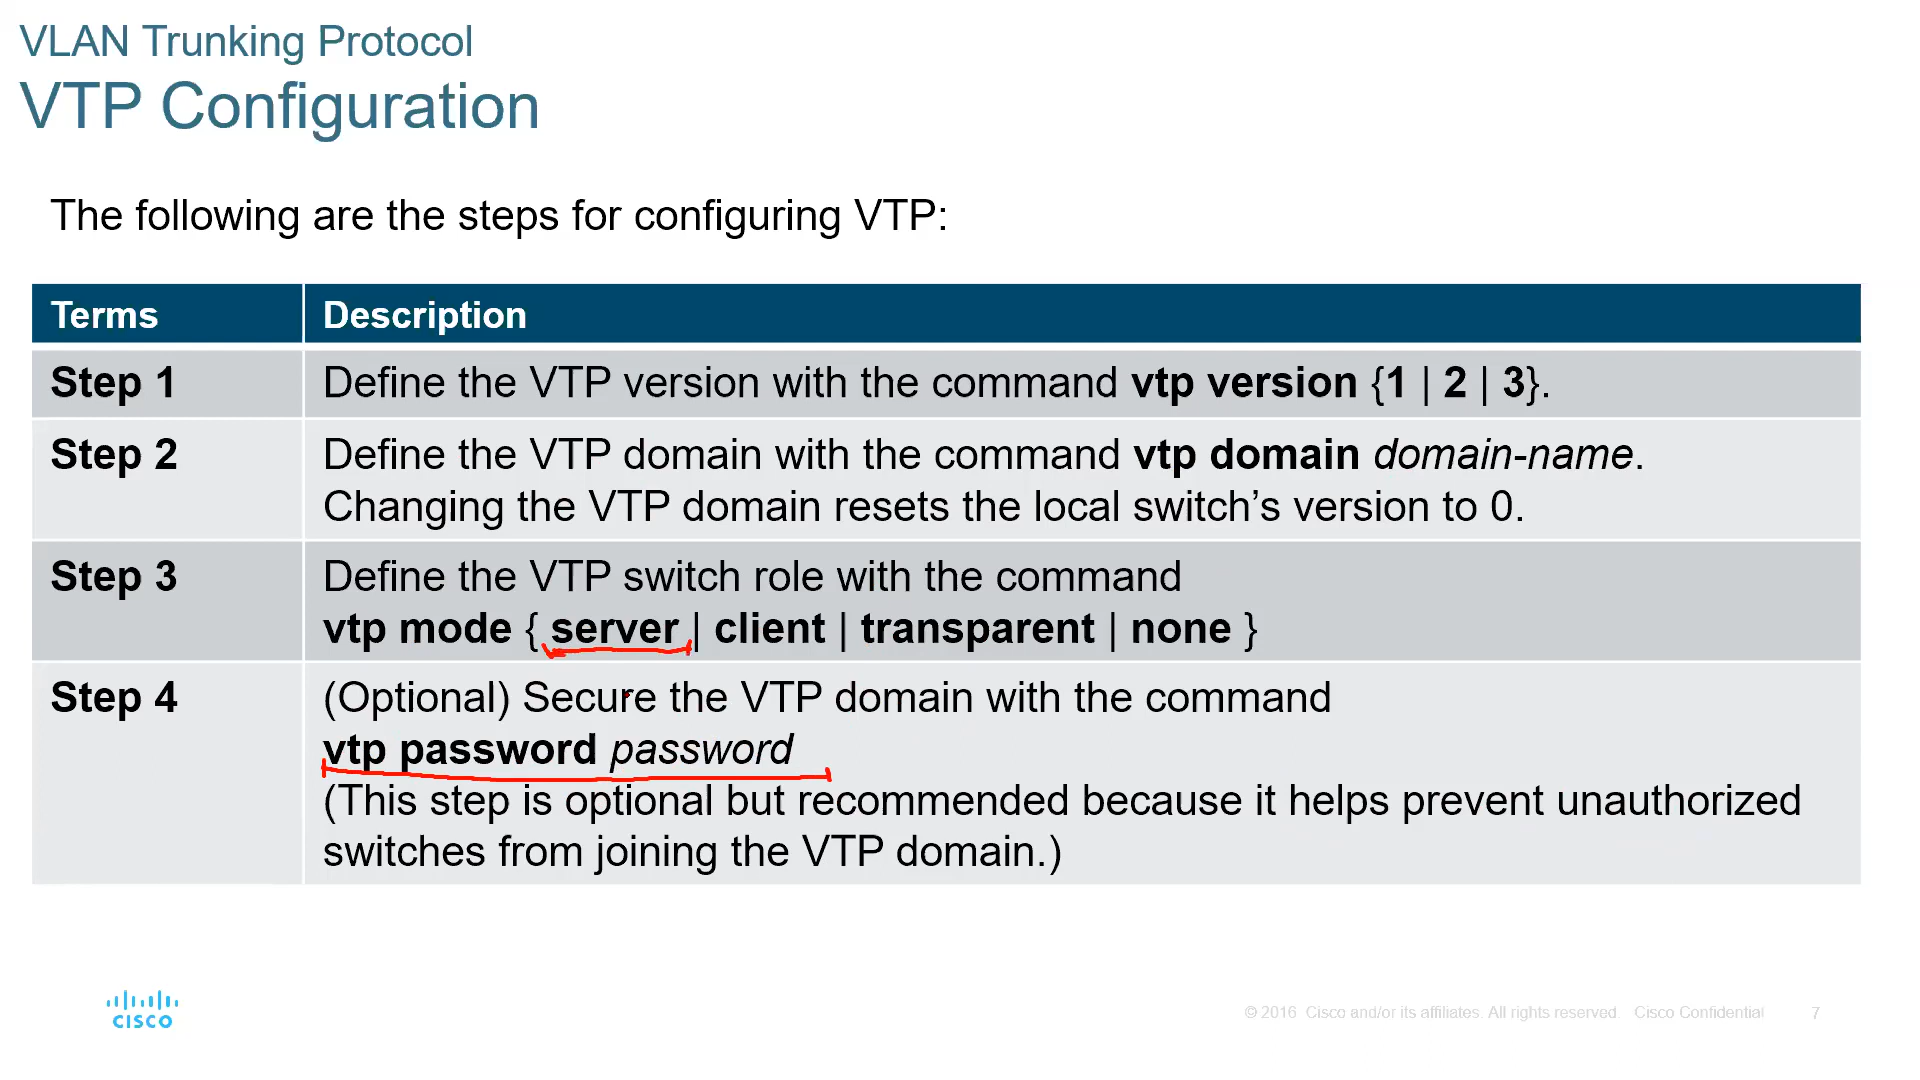 VLAN Trunking Protocol
VTP Configuration
The following are the steps for configuring VTP:
Terms Description
Step 1 Define the VTP version with the command vtp version {1 | 2 | 3}.
Step 2 Define the VTP domain with the command vtp domain domain-name.
Changing the VTP domain resets the local switch’s version to 0.
Step 3 Define the VTP switch role with the command
vtp mode { server | client | transparent | none }
Step 4 (Optional) Secure the VTP domain with the command
vtp password password
(This step is optional but recommended because it helps prevent unauthorized
switches from joining the VTP domain.)
CISCO
© 2016 Cisco and/or its affiliates. All rights reserved. Cisco Confidential 7